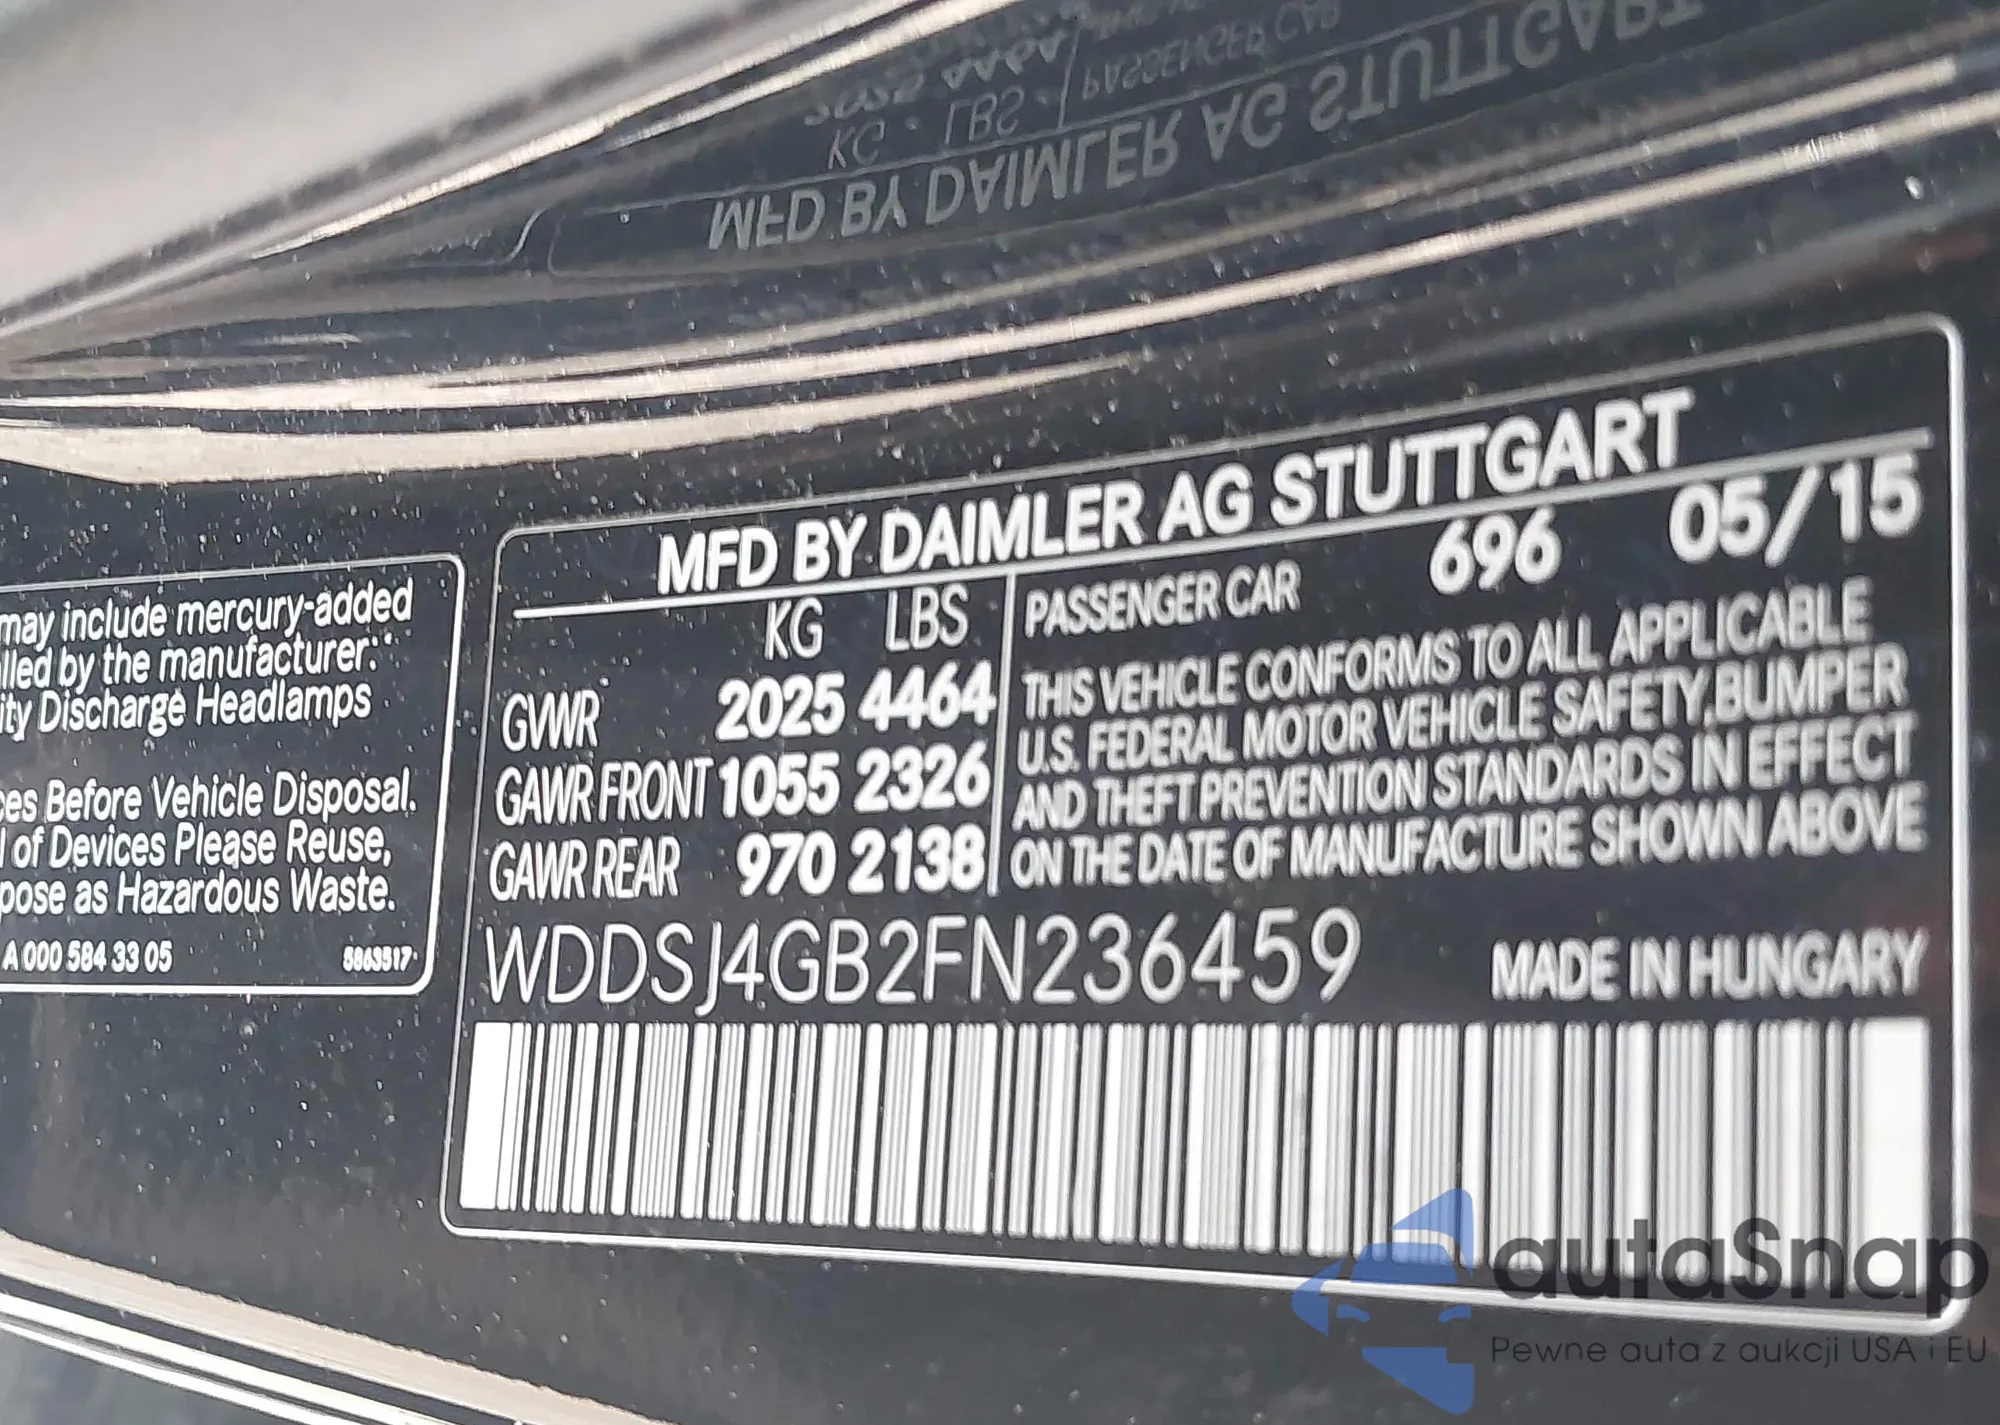 MFD BY DAIMLER AG STUTTGART
KG LBS PASSENGER CAR
2025 4464
may include mercury-added
lled by the manufacturer.
ity Discharge Headlamps
es Before Vehicle Disposal.
l of Devices Please Reuse,
pose as Hazardous Waste.
A 000 584 33 05 5863517
MFD BY DAIMLER AG STUTTGART
KG LBS PASSENGER CAR 696 05/15
GVWR 2025 4464
GAWR FRONT 1055 2326
GAWR REAR 970 2138
THIS VEHICLE CONFORMS TO ALL APPLICABLE
U.S. FEDERAL MOTOR VEHICLE SAFETY, BUMPER
AND THEFT PREVENTION STANDARDS IN EFFECT
ON THE DATE OF MANUFACTURE SHOWN ABOVE
WDDSJ4GB2FN236459 MADE IN HUNGARY
autaSnap
Pewne auta z aukcji USA i EU